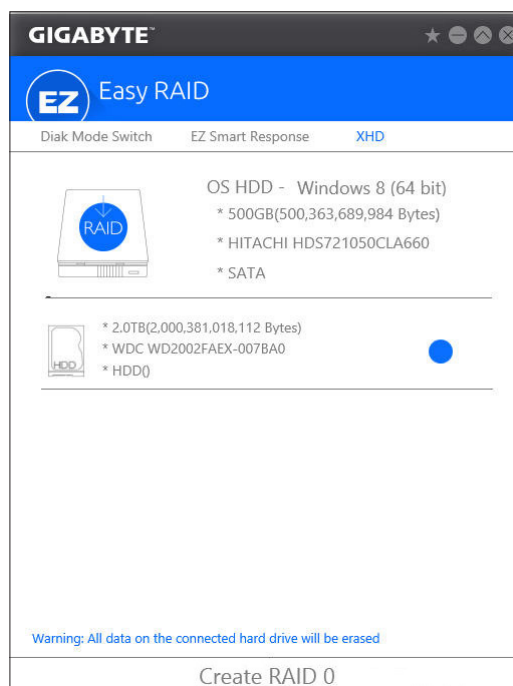 GIGABYTE™
EZ Easy RAID
Diak Mode Switch EZ Smart Response XHD
OS HDD - Windows 8 (64 bit)
* 500GB(500,363,689,984 Bytes)
RAID
* HITACHI HDS721050CLA660
* SATA
* 2.0TB(2,000,381,018,112 Bytes)
* WDC WD2002FAEX-007BA0
HDD
* HDD()
Warning: All data on the connected hard drive will be erased
Create RAID 0